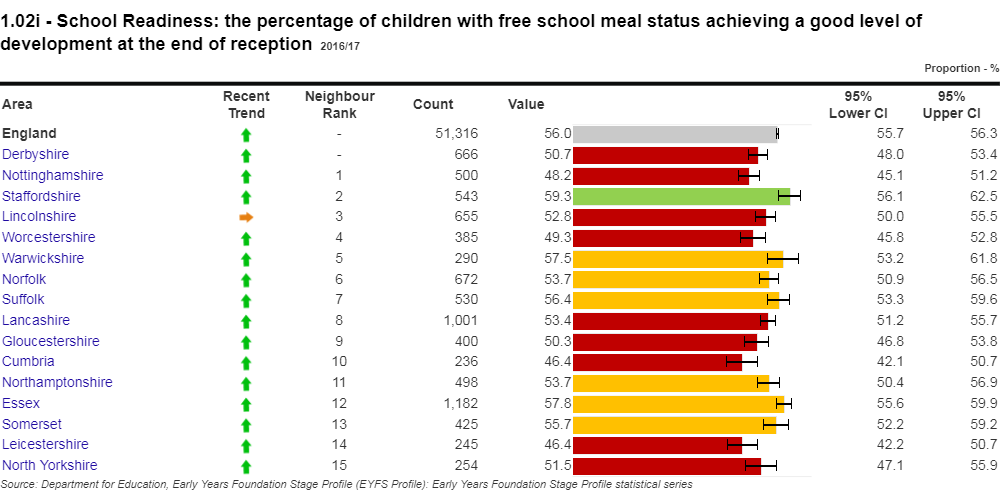 1.02i - School Readiness: the percentage of children with free school meal status achieving a good level of
development at the end of reception 2016/17
Proportion - %
Area Recent Trend Neighbour Rank Count Value 95% Lower CI 95% Upper CI
England - 51,316 56.0 55.7 56.3
Derbyshire - 666 50.7 48.0 53.4
Nottinghamshire 1 500 48.2 45.1 51.2
Staffordshire 2 543 59.3 56.1 62.5
Lincolnshire 3 655 52.8 50.0 55.5
Worcestershire 4 385 49.3 45.8 52.8
Warwickshire 5 290 57.5 53.2 61.8
Norfolk 6 672 53.7 50.9 56.5
Suffolk 7 530 56.4 53.3 59.6
Lancashire 8 1,001 53.4 51.2 55.7
Gloucestershire 9 400 50.3 46.8 53.8
Cumbria 10 236 46.4 42.1 50.7
Northamptonshire 11 498 53.7 50.4 56.9
Essex 12 1,182 57.8 55.6 59.9
Somerset 13 425 55.7 52.2 59.2
Leicestershire 14 245 46.4 42.2 50.7
North Yorkshire 15 254 51.5 47.1 55.9
Source: Department for Education, Early Years Foundation Stage Profile (EYFS Profile): Early Years Foundation Stage Profile statistical series